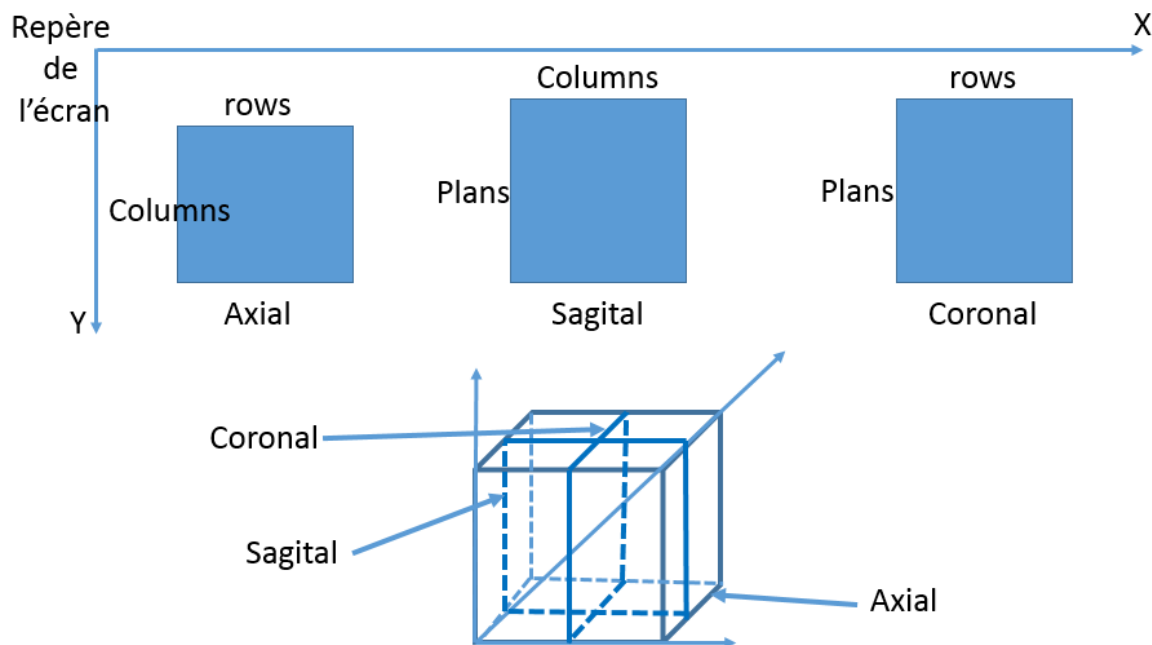 Repère
de
l'écran
X
rows
Columns
rows
Columns
Plans
Plans
Y
Axial
Sagital
Coronal
Coronal
Sagital
Axial